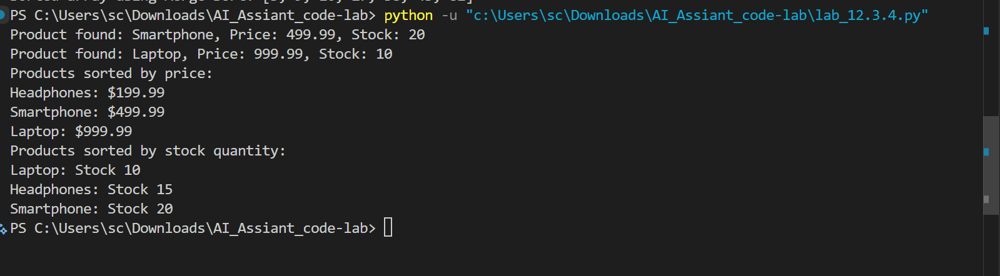 PS C:\Users\sc\Downloads\AI_Assiant_code-lab> python -u "c:\Users\sc\Downloads\AI_Assiant_code-lab\lab_12.3.4.py"
Product found: Smartphone, Price: 499.99, Stock: 20
Product found: Laptop, Price: 999.99, Stock: 10
Products sorted by price:
Headphones: $199.99
Smartphone: $499.99
Laptop: $999.99
Products sorted by stock quantity:
Laptop: Stock 10
Headphones: Stock 15
Smartphone: Stock 20
PS C:\Users\sc\Downloads\AI_Assiant_code-lab>